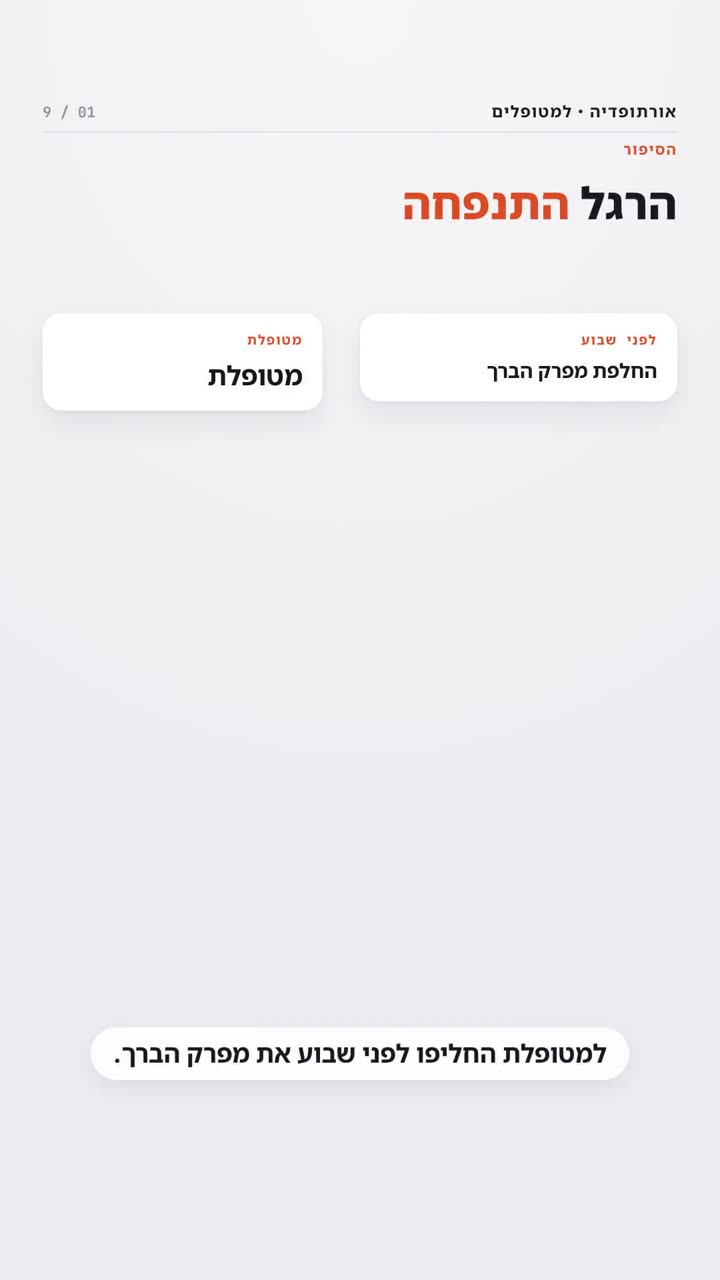 אורתופדיה • למטופלים
01 / 9
הסיפור
הרגל התנפחה
לפני שבוע
החלפת מפרק הברך
מטופלת
מטופלת
למטופלת החליפו לפני שבוע את מפרק הברך.